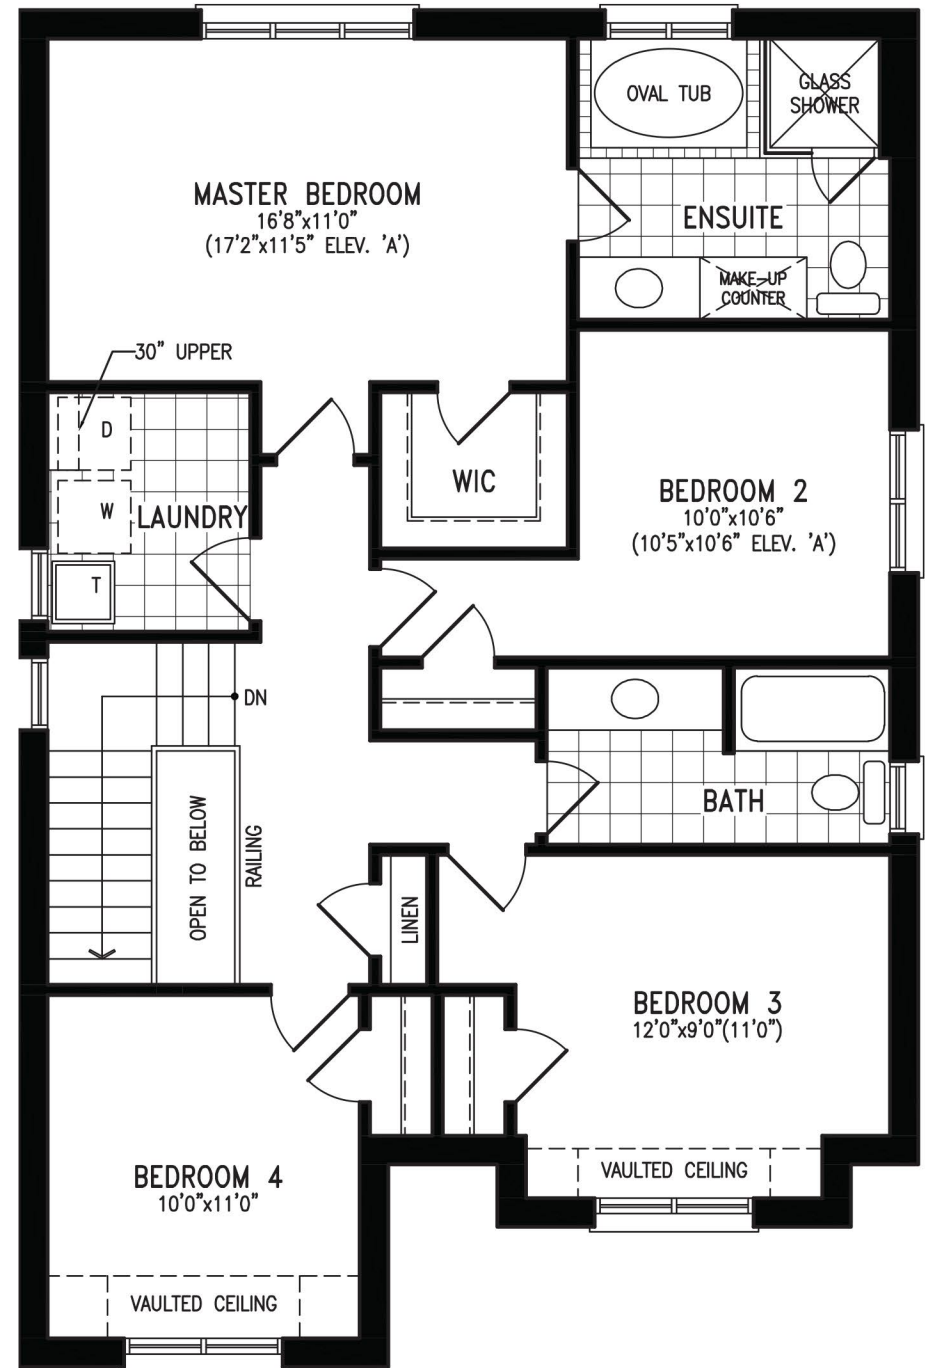 OVAL TUB
GLASS
SHOWER
MASTER BEDROOM
16'8"x11'0"
(17'2"x11'5" ELEV. 'A')
ENSUITE
MAKE-UP
COUNTER
30" UPPER
D
W
LAUNDRY
T
WIC
BEDROOM 2
10'0"x10'6"
(10'5"x10'6" ELEV. 'A')
DN
OPEN TO BELOW
RAILING
BATH
LINEN
BEDROOM 3
12'0"x9'0"(11'0")
VAULTED CEILING
BEDROOM 4
10'0"x11'0"
VAULTED CEILING